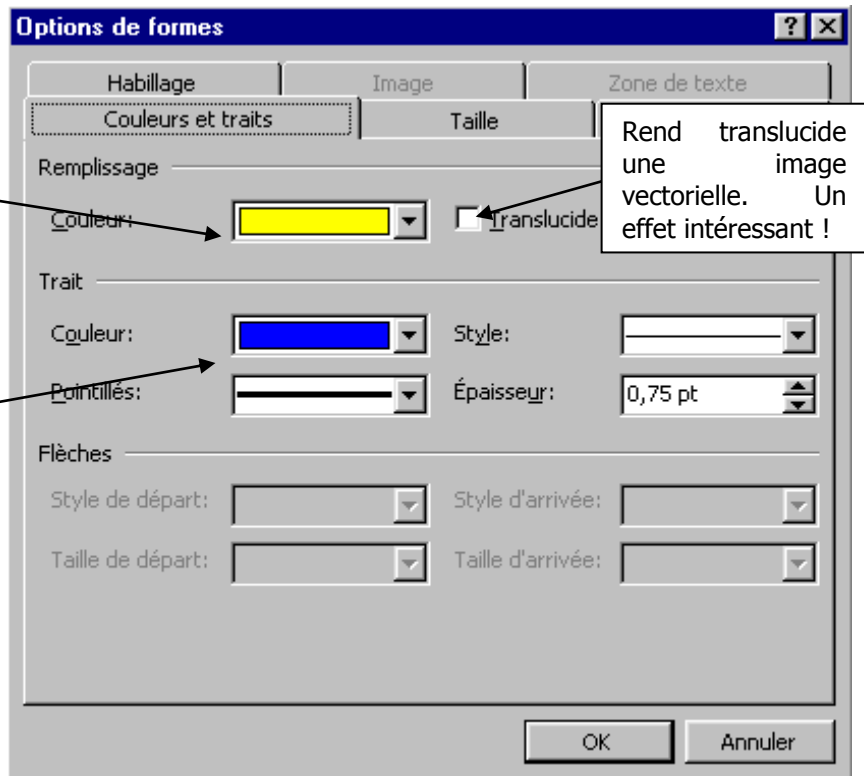 Options de formes
Habillage Image Zone de texte
Couleurs et traits Taille
Rend translucide
une image
vectorielle. Un
effet intéressant !
Remplissage
Couleur: Translucide
Trait
Couleur: Style:
Pointillés: Épaisseur: 0,75 pt
Flèches
Style de départ: Style d'arrivée:
Taille de départ: Taille d'arrivée:
OK Annuler